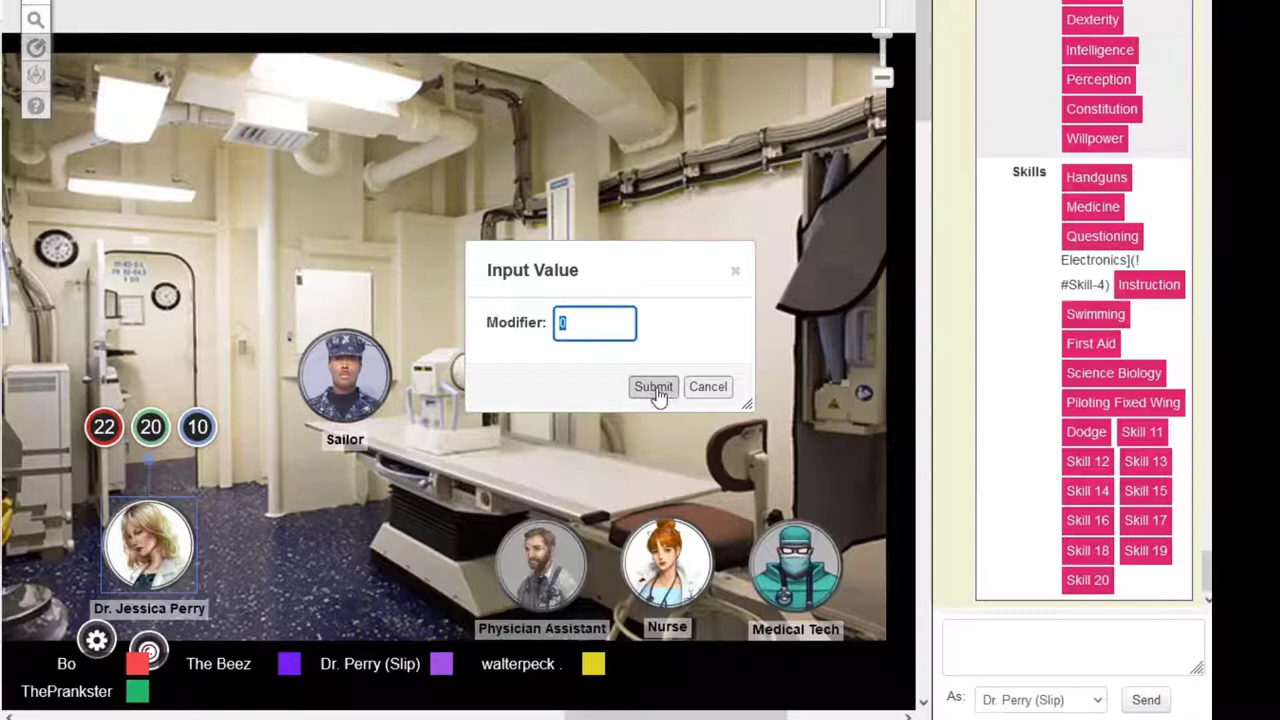 Dexterity
Intelligence
Perception
Constitution
Willpower
Skills
Handguns
Medicine
Questioning
Electronics](!
#Skill-4) Instruction
Swimming
First Aid
Science Biology
Piloting Fixed Wing
Dodge Skill 11
Skill 12 Skill 13
Skill 14 Skill 15
Skill 16 Skill 17
Skill 18 Skill 19
Skill 20
Input Value ×
Modifier: 0
Submit Cancel
Sailor
22 20 10
Dr. Jessica Perry
Physician Assistant
Nurse
Medical Tech
Bo
The Beez
Dr. Perry (Slip)
walterpeck .
ThePrankster
As: Dr. Perry (Slip) Send